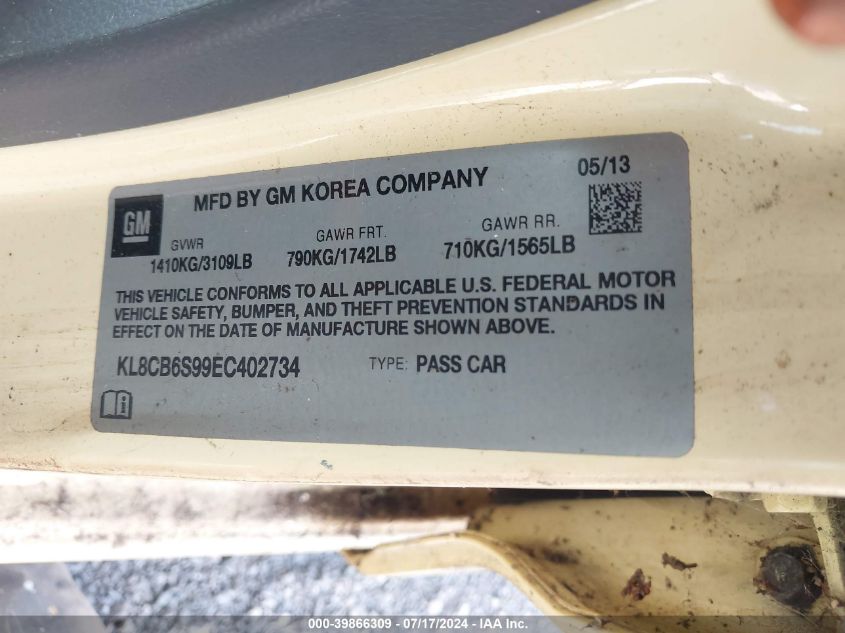 MFD BY GM KOREA COMPANY
05/13
GM
GVWR
1410KG/3109LB
GAWR FRT.
790KG/1742LB
GAWR RR.
710KG/1565LB
THIS VEHICLE CONFORMS TO ALL APPLICABLE U.S. FEDERAL MOTOR
VEHICLE SAFETY, BUMPER, AND THEFT PREVENTION STANDARDS IN
EFFECT ON THE DATE OF MANUFACTURE SHOWN ABOVE.
KL8CB6S99EC402734
TYPE: PASS CAR
000-39866309 - 07/17/2024 - IAAI.com